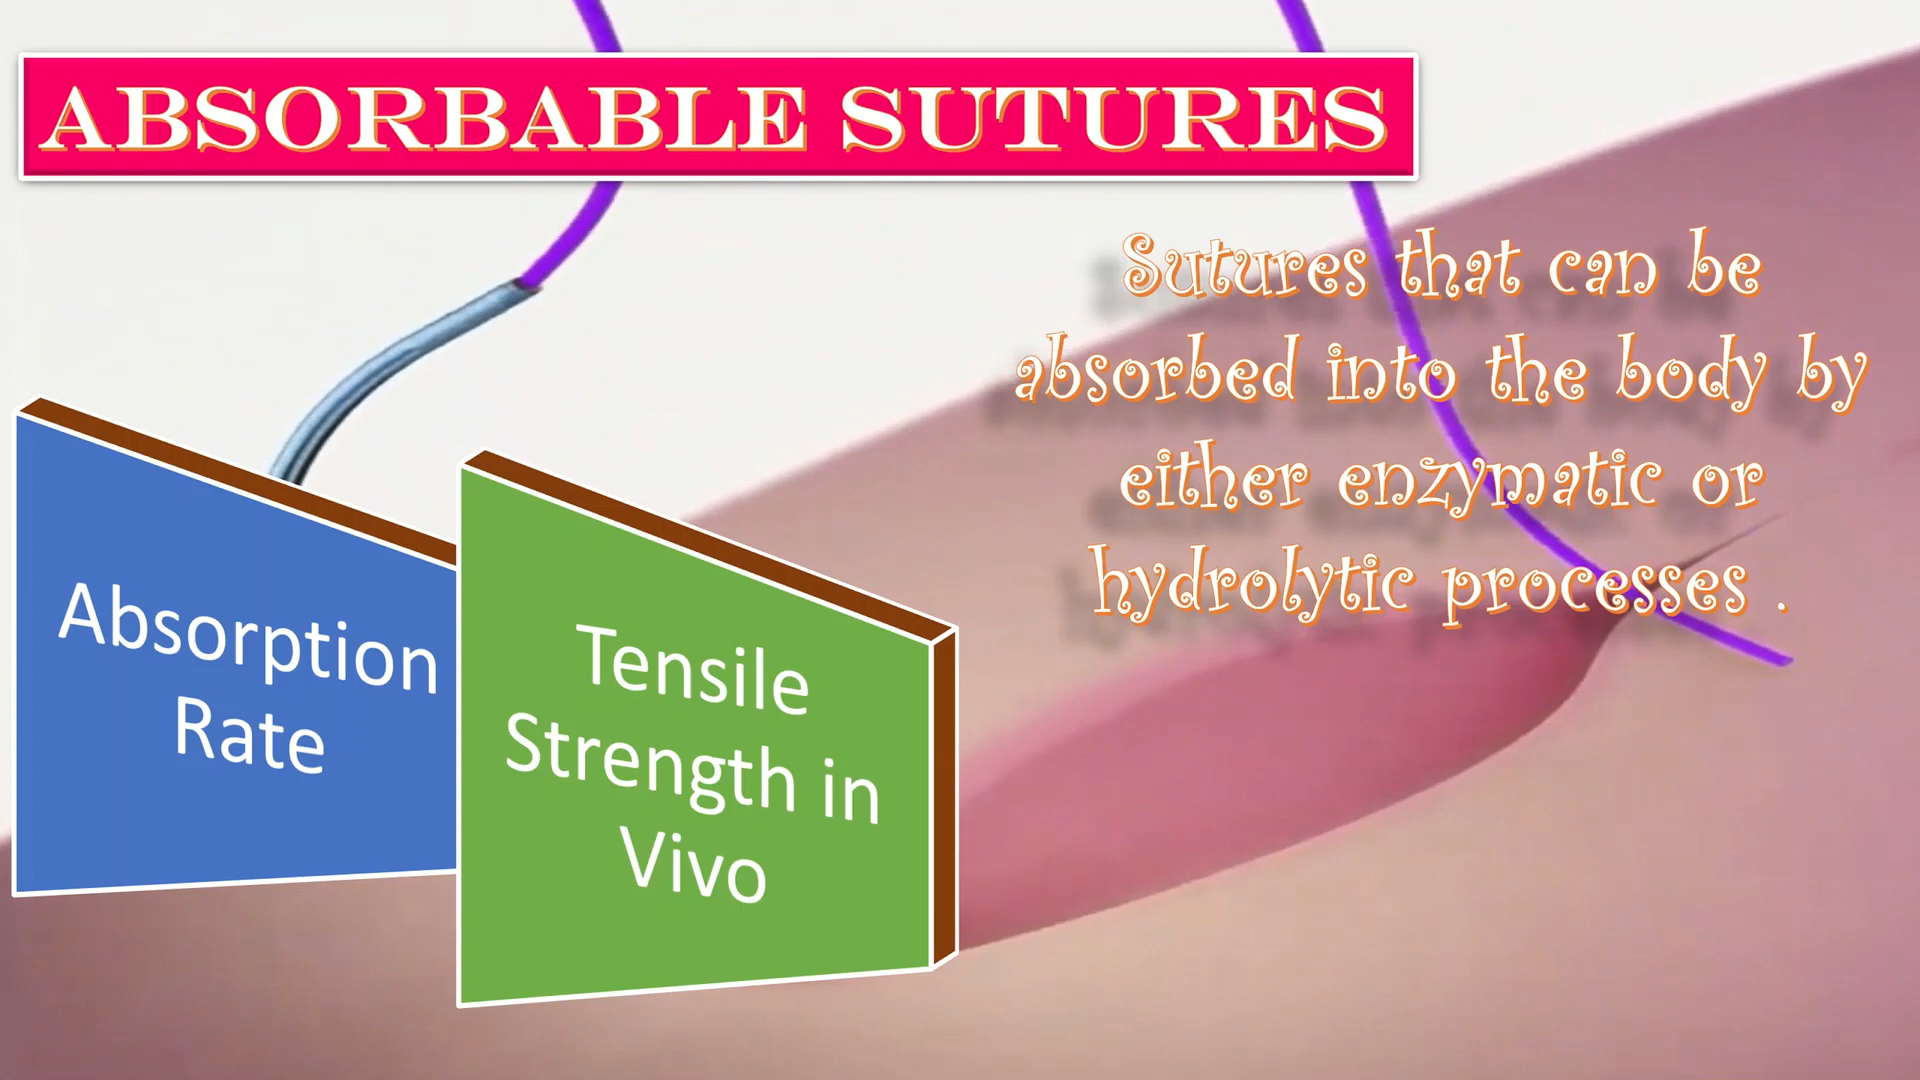 ABSORBABLE SUTURES
Sutures that can be
absorbed into the body by
either enzymatic or
hydrolytic processes .
Absorption
Rate
Tensile
Strength in
Vivo